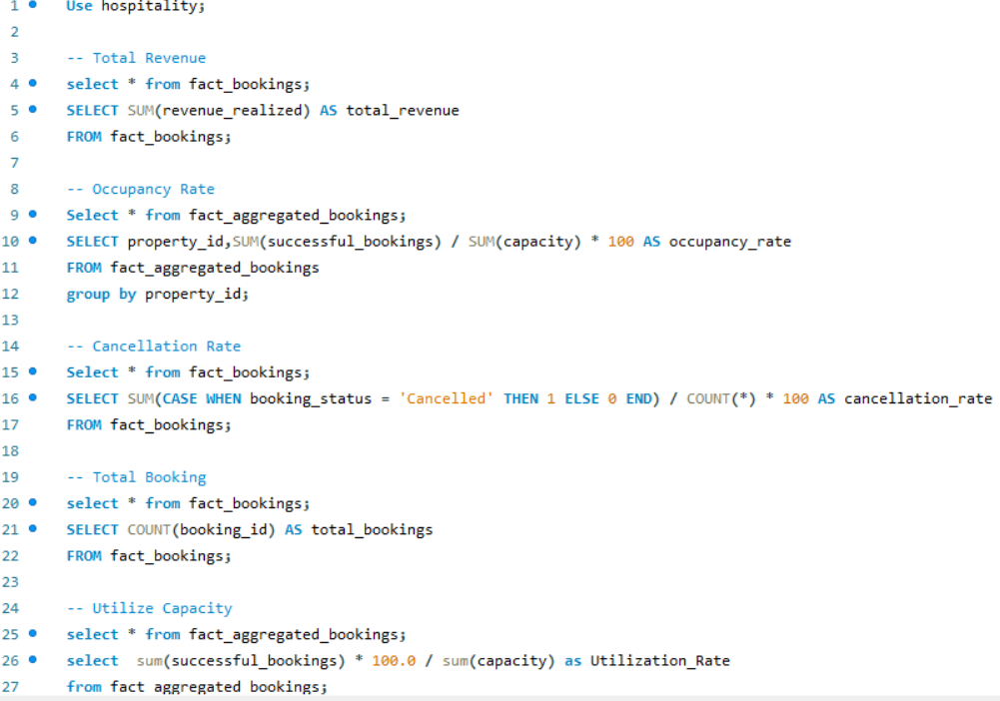 1 Use hospitality;
2
3 -- Total Revenue
4 select * from fact_bookings;
5 SELECT SUM(revenue_realized) AS total_revenue
6 FROM fact_bookings;
7
8 -- Occupancy Rate
9 Select * from fact_aggregated_bookings;
10 SELECT property_id,SUM(successful_bookings) / SUM(capacity) * 100 AS occupancy_rate
11 FROM fact_aggregated_bookings
12 group by property_id;
13
14 -- Cancellation Rate
15 Select * from fact_bookings;
16 SELECT SUM(CASE WHEN booking_status = 'Cancelled' THEN 1 ELSE 0 END) / COUNT(*) * 100 AS cancellation_rate
17 FROM fact_bookings;
18
19 -- Total Booking
20 select * from fact_bookings;
21 SELECT COUNT(booking_id) AS total_bookings
22 FROM fact_bookings;
23
24 -- Utilize Capacity
25 select * from fact_aggregated_bookings;
26 select  sum(successful_bookings) * 100.0 / sum(capacity) as Utilization_Rate
27 from fact_aggregated_bookings;